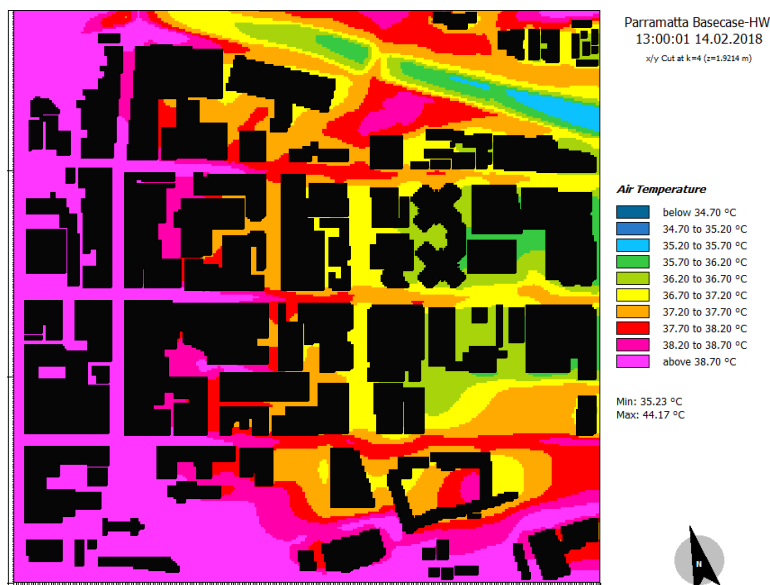 Parramatta Basecase-HW
13:00:01 14.02.2018
x/y Cut at k=4 (z=1.9214 m)
Air Temperature
below 34.70 °C
34.70 to 35.20 °C
35.20 to 35.70 °C
35.70 to 36.20 °C
36.20 to 36.70 °C
36.70 to 37.20 °C
37.20 to 37.70 °C
37.70 to 38.20 °C
38.20 to 38.70 °C
above 38.70 °C
Min: 35.23 °C
Max: 44.17 °C
N